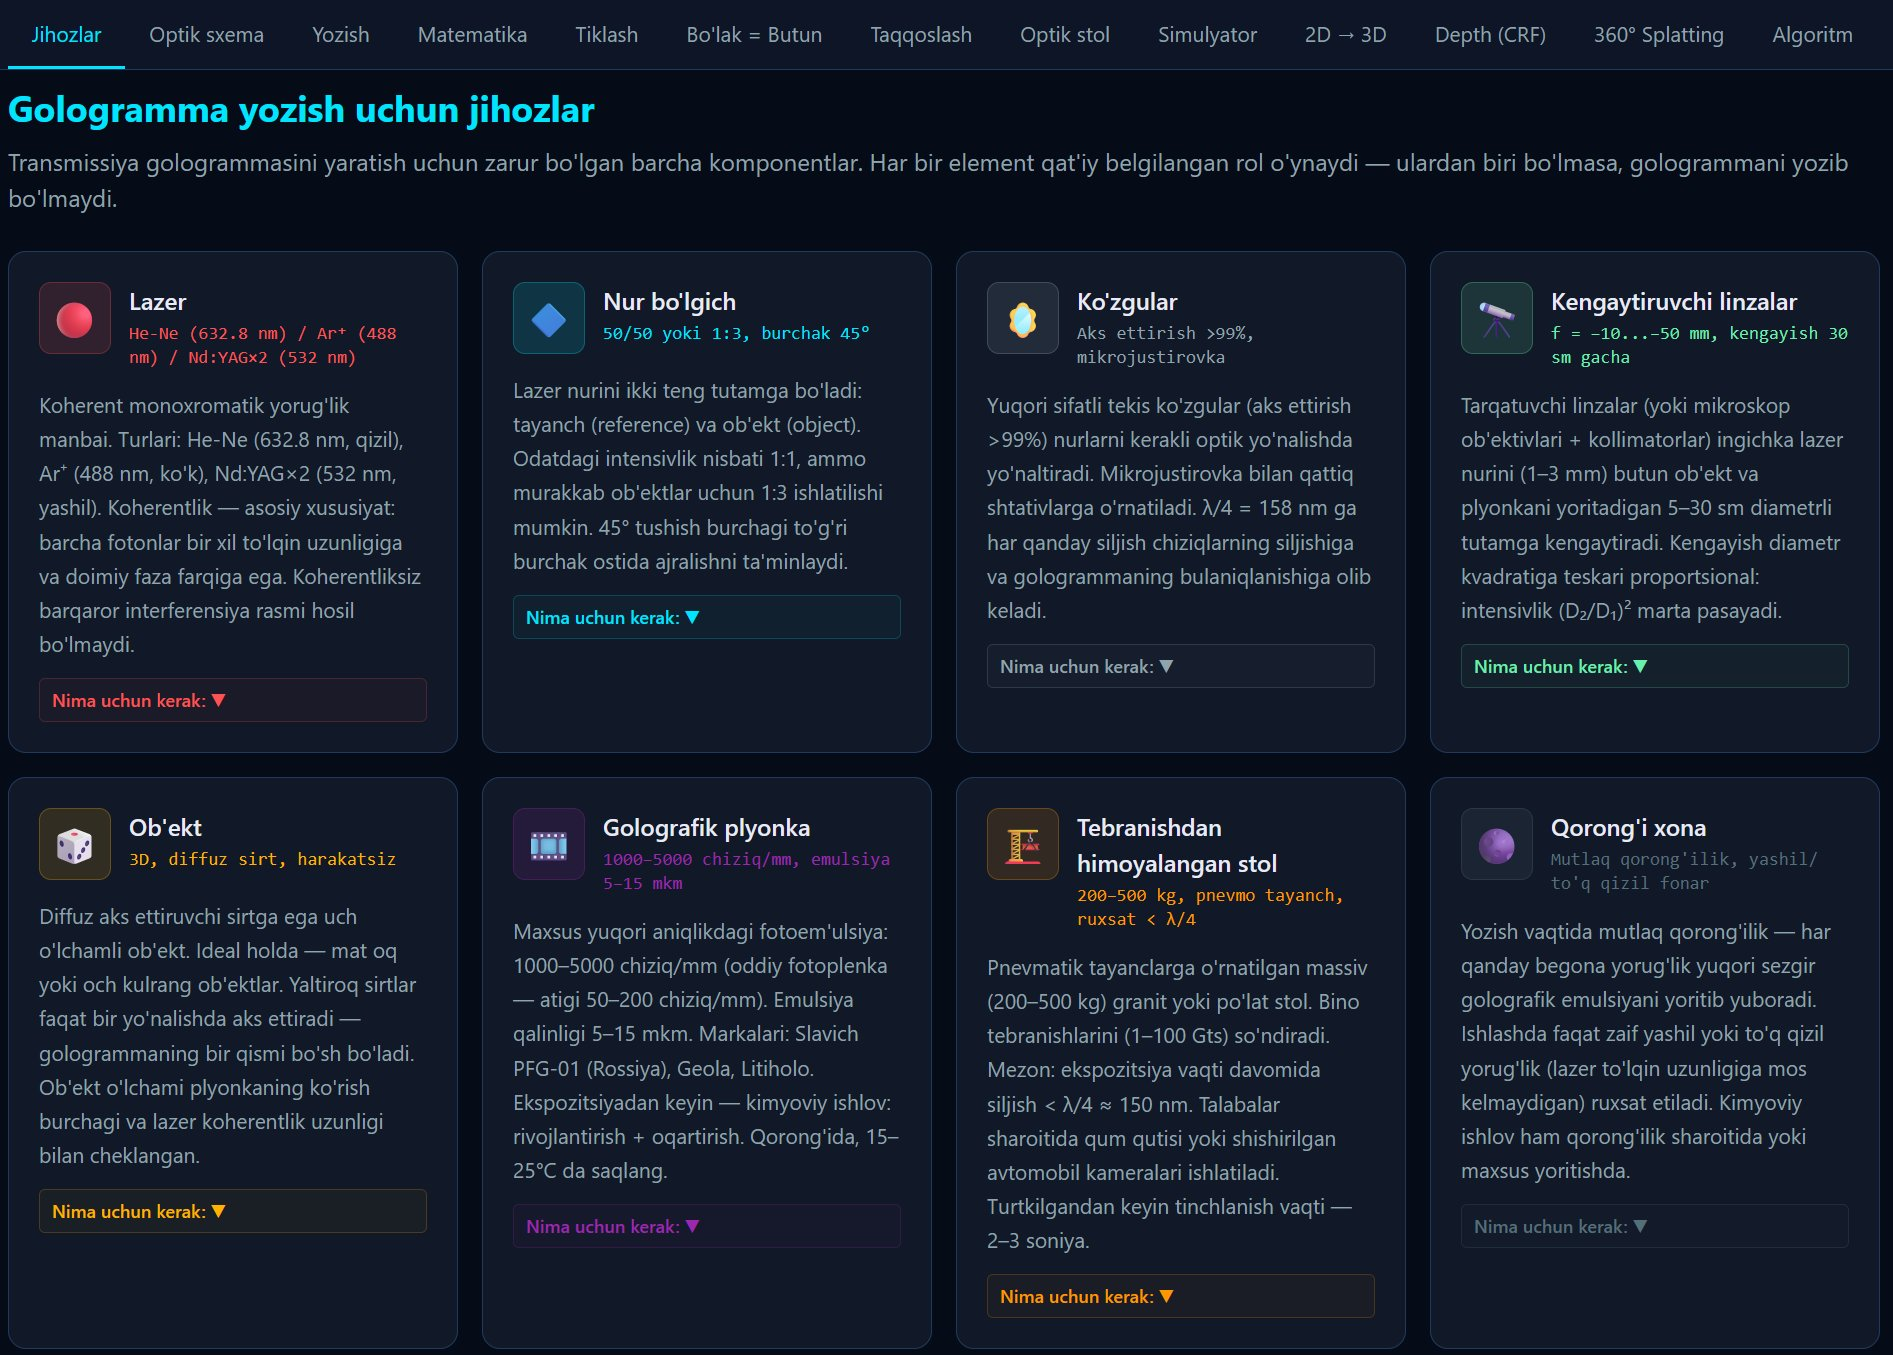 Jihozlar
Optik sxema
Yozish
Matematika
Tiklash
Bo'lak = Butun
Taqqoslash
Optik stol
Simulyator
2D → 3D
Depth (CRF)
360° Splatting
Algoritm
Gologramma yozish uchun jihozlar
Transmissiya gologrammasini yaratish uchun zarur bo'lgan barcha komponentlar. Har bir element qat'iy belgilangan rol o'ynaydi — ulardan biri bo'lmasa, gologrammani yozib
bo'lmaydi.
Lazer
He-Ne (632.8 nm) / Ar⁺ (488
nm) / Nd:YAG×2 (532 nm)
Koherent monoxromatik yorug'lik
manbai. Turlari: He-Ne (632.8 nm, qizil),
Ar⁺ (488 nm, ko'k), Nd:YAG×2 (532 nm,
yashil). Koherentlik — asosiy xususiyat:
barcha fotonlar bir xil to'lqin uzunligiga
va doimiy faza farqiga ega. Koherentliksiz
barqaror interferensiya rasmi hosil
bo'lmaydi.
Nima uchun kerak: ▼
Nur bo'lgich
50/50 yoki 1:3, burchak 45°
Lazer nurini ikki teng tutamga bo'ladi:
tayanch (reference) va ob'ekt (object).
Odatdagi intensivlik nisbati 1:1, ammo
murakkab ob'ektlar uchun 1:3 ishlatilishi
mumkin. 45° tushish burchagi to'g'ri
burchak ostida ajralishni ta'minlaydi.
Nima uchun kerak: ▼
Ko'zgular
Aks ettirish >99%,
mikrojustirovka
Yuqori sifatli tekis ko'zgular (aks ettirish
>99%) nurlarni kerakli optik yo'nalishda
yo'naltiradi. Mikrojustirovka bilan qattiq
shtativlarga o'rnatiladi. λ/4 = 158 nm ga
har qanday siljish chiziqlarning siljishiga
va gologrammaning bulaniqlanishiga olib
keladi.
Nima uchun kerak: ▼
Kengaytiruvchi linzalar
f = −10...−50 mm, kengayish 30
sm gacha
Tarqatuvchi linzalar (yoki mikroskop
ob'ektivlari + kollimatorlar) ingichka lazer
nurini (1–3 mm) butun ob'ekt va
plyonkani yoritadigan 5–30 sm diametrli
tutamga kengaytiradi. Kengayish diametr
kvadratiga teskari proportsional:
intensivlik (D₂/D₁)² marta pasayadi.
Nima uchun kerak: ▼
Ob'ekt
3D, diffuz sirt, harakatsiz
Diffuz aks ettiruvchi sirtga ega uch
o'lchamli ob'ekt. Ideal holda — mat oq
yoki och kulrang ob'ektlar. Yaltiroq sirtlar
faqat bir yo'nalishda aks ettiradi —
gologrammaning bir qismi bo'sh bo'ladi.
Ob'ekt o'lchami plyonkaning ko'rish
burchagi va lazer koherentlik uzunligi
bilan cheklangan.
Nima uchun kerak: ▼
Golografik plyonka
1000–5000 chiziq/mm, emulsiya
5–15 mkm
Maxsus yuqori aniqlikdagi fotoem'ulsiya:
1000–5000 chiziq/mm (oddiy fotoplenka
— atigi 50–200 chiziq/mm). Emulsiya
qalinligi 5–15 mkm. Markalari: Slavich
PFG-01 (Rossiya), Geola, Litiholo.
Ekspozitsiyadan keyin — kimyoviy ishlov:
rivojlantirish + oqartirish. Qorong'ida, 15–
25°C da saqlang.
Nima uchun kerak: ▼
Tebranishdan
himoyalangan stol
200–500 kg, pnevmo tayanch,
ruxsat < λ/4
Pnevmatik tayanclarga o'rnatilgan massiv
(200–500 kg) granit yoki po'lat stol. Bino
tebranishlarini (1–100 Gts) so'ndiradi.
Mezon: ekspozitsiya vaqti davomida
siljish < λ/4 ≈ 150 nm. Talabalar
sharoitida qum qutisi yoki shishirilgan
avtomobil kameralari ishlatiladi.
Turtkilgandan keyin tinchlanish vaqti —
2–3 soniya.
Nima uchun kerak: ▼
Qorong'i xona
Mutlaq qorong'ilik, yashil/
to'q qizil fonar
Yozish vaqtida mutlaq qorong'ilik — har
qanday begona yorug'lik yuqori sezgir
golografik emulsiyani yoritib yuboradi.
Ishlashda faqat zaif yashil yoki to'q qizil
yorug'lik (lazer to'lqin uzunligiga mos
kelmaydigan) ruxsat etiladi. Kimyoviy
ishlov ham qorong'ilik sharoitida yoki
maxsus yoritishda.
Nima uchun kerak: ▼